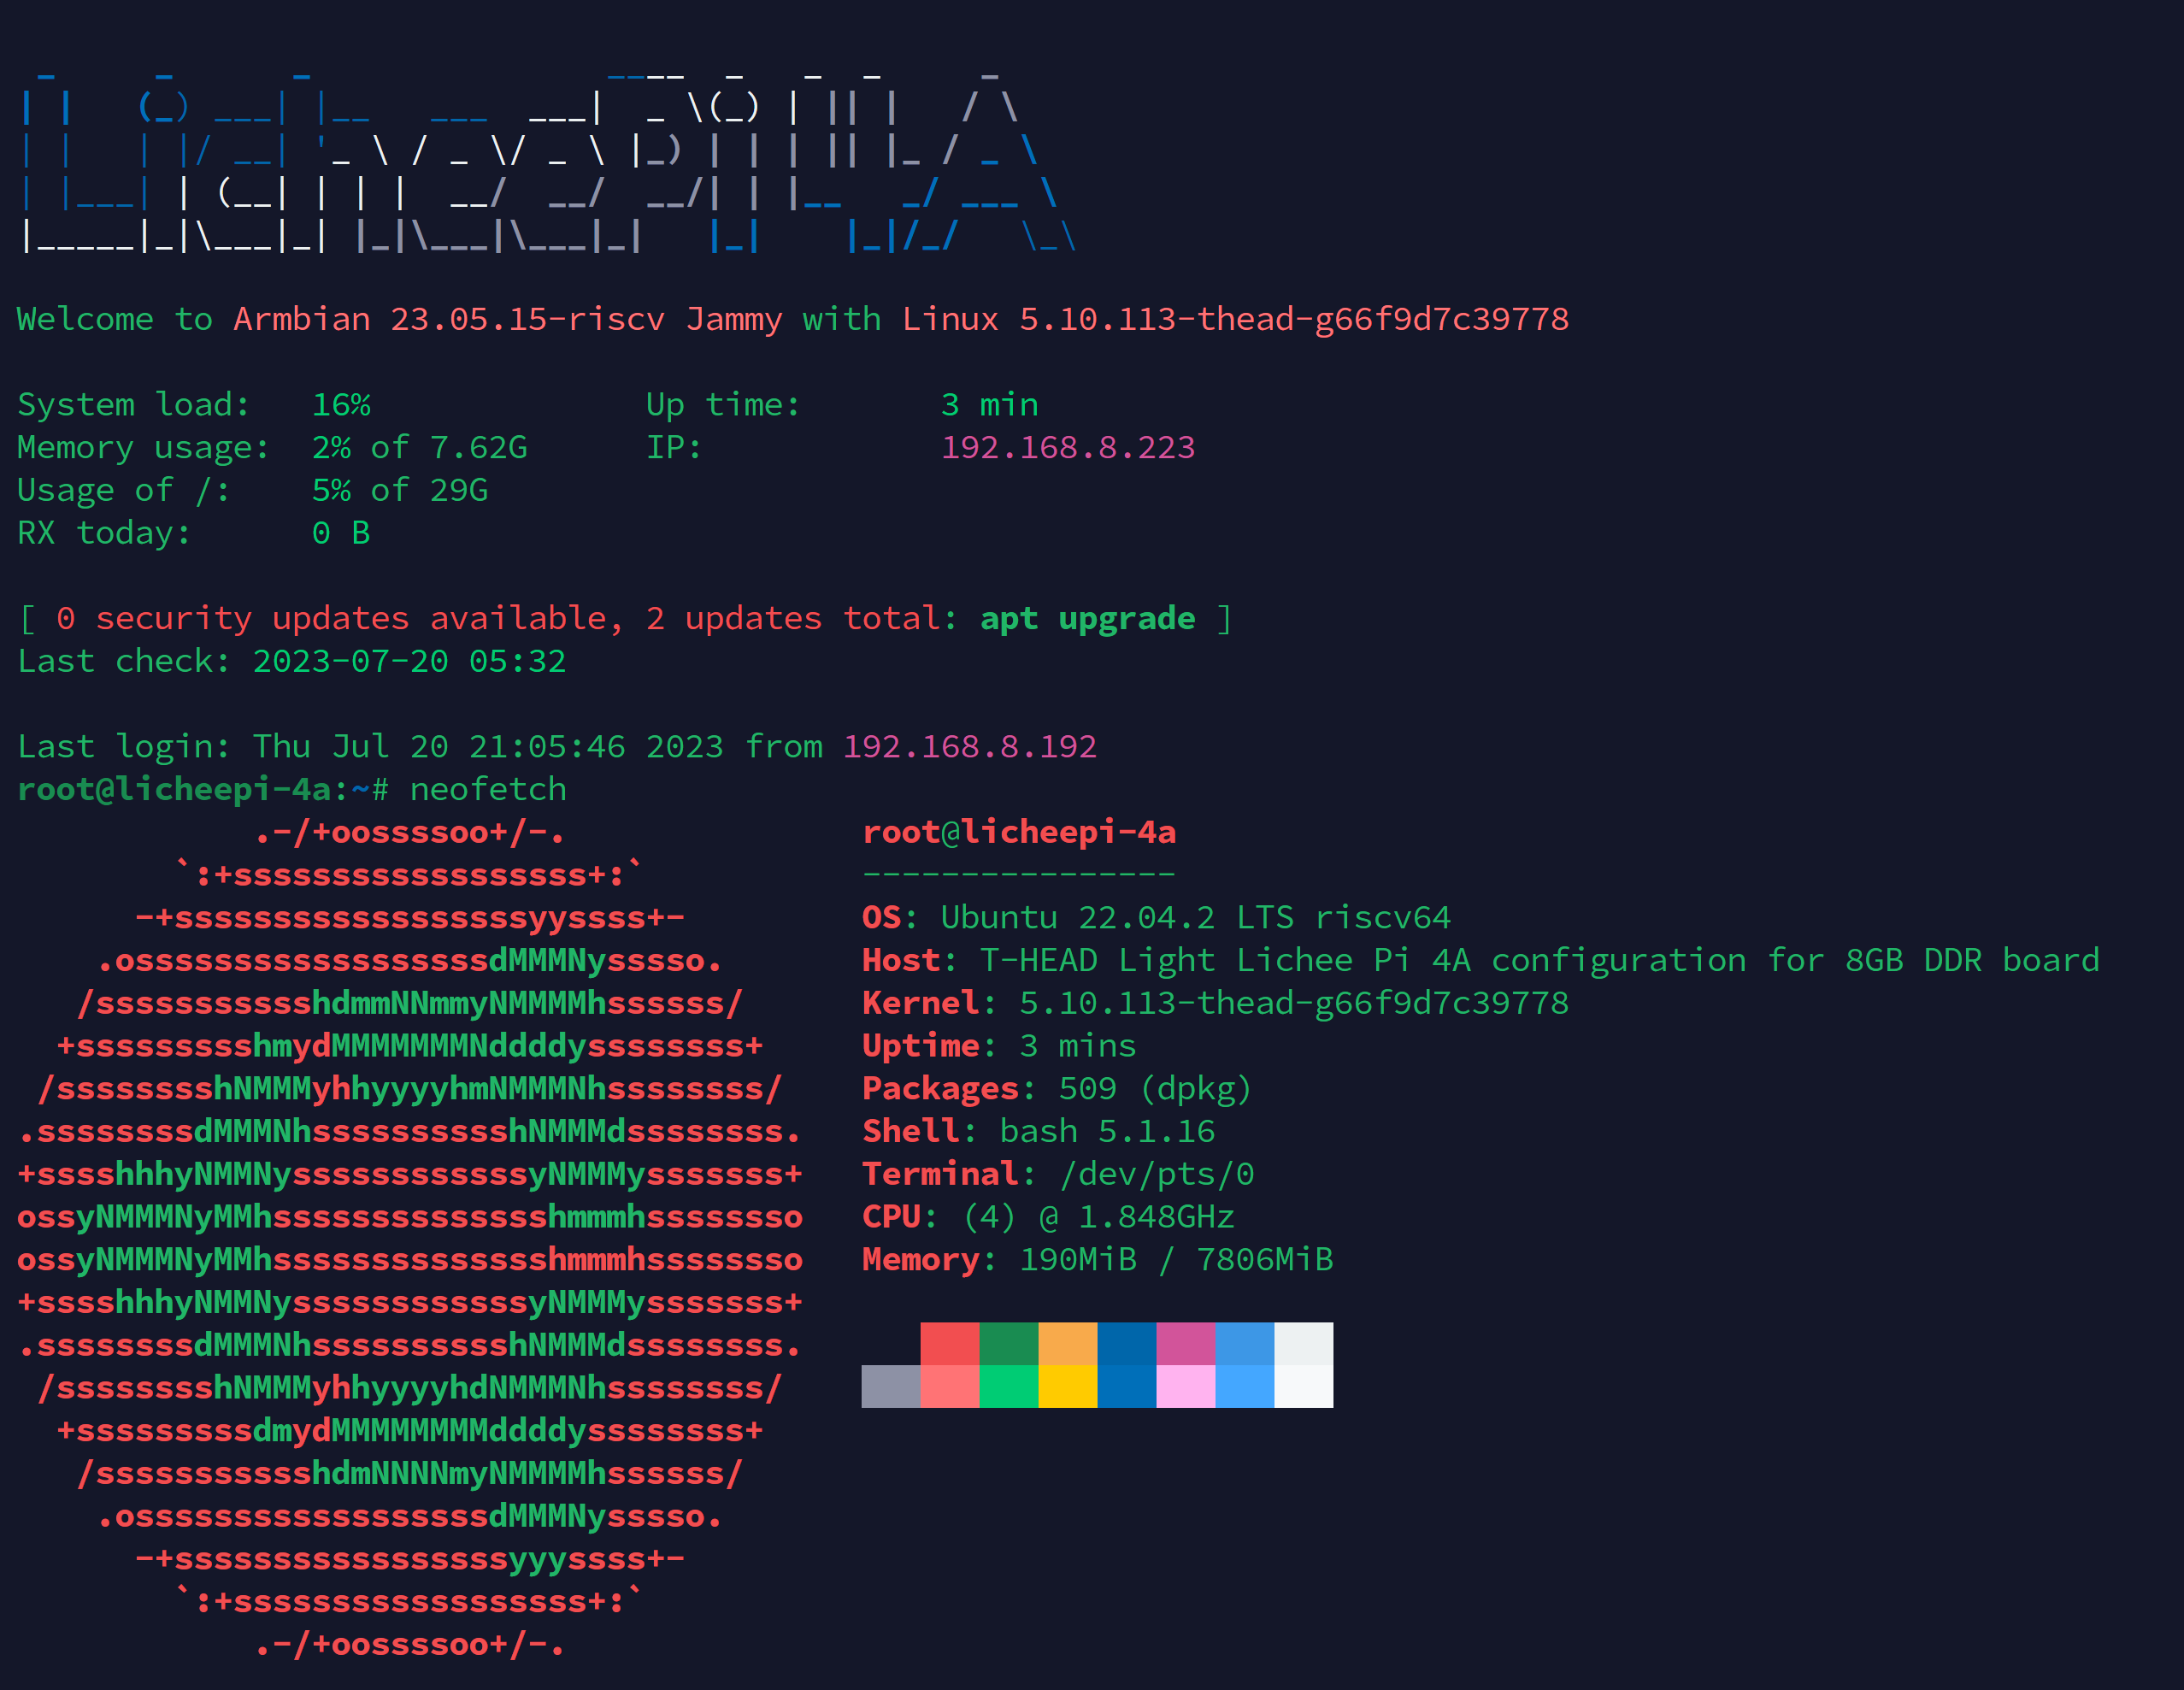 _     _      _               ____  _   _  _     _
| |   (_) ___| |__   ___  ___|  _ \(_) | || |   / \
| |   | |/ __| '_ \ / _ \/ _ \ |_) | | | || |_ / _ \
| |___| | (__| | | |  __/  __/  __/| | |__   _/ ___ \
|_____|_|\___|_| |_|\___|\___|_|   |_|    |_|/_/   \_\
Welcome to Armbian 23.05.15-riscv Jammy with Linux 5.10.113-thead-g66f9d7c39778
System load:   16%              Up time:       3 min
Memory usage:  2% of 7.62G      IP:            192.168.8.223
Usage of /:    5% of 29G
RX today:      0 B
[ 0 security updates available, 2 updates total: apt upgrade ]
Last check: 2023-07-20 05:32
Last login: Thu Jul 20 21:05:46 2023 from 192.168.8.192
root@licheepi-4a:~# neofetch
             .-/+oossssoo+/-.               root@licheepi-4a
        `:+ssssssssssssssssss+:`            ----------------
      -+ssssssssssssssssssyyssss+-          OS: Ubuntu 22.04.2 LTS riscv64
    .ossssssssssssssssssdMMMNysssso.        Host: T-HEAD Light Lichee Pi 4A configuration for 8GB DDR board
   /ssssssssssshdmmNNmmyNMMMMhssssss/       Kernel: 5.10.113-thead-g66f9d7c39778
  +ssssssssshmydMMMMMMMNddddyssssssss+      Uptime: 3 mins
 /sssssssshNMMMyhhyyyyhmNMMMNhssssssss/     Packages: 509 (dpkg)
.ssssssssdMMMNhsssssssssshNMMMdssssssss.    Shell: bash 5.1.16
+sssshhhyNMMNyssssssssssssyNMMMysssssss+    Terminal: /dev/pts/0
ossyNMMMNyMMhsssssssssssssshmmmhssssssso    CPU: (4) @ 1.848GHz
ossyNMMMNyMMhsssssssssssssshmmmhssssssso    Memory: 190MiB / 7806MiB
+sssshhhyNMMNyssssssssssssyNMMMysssssss+
.ssssssssdMMMNhsssssssssshNMMMdssssssss.
 /sssssssshNMMMyhhyyyyhdNMMMNhssssssss/
  +sssssssssdmydMMMMMMMMddddyssssssss+
   /ssssssssssshdmNNNNmyNMMMMhssssss/
    .ossssssssssssssssssdMMMNysssso.
      -+sssssssssssssssssyyyssss+-
        `:+ssssssssssssssssss+:`
            .-/+oossssoo+/-.